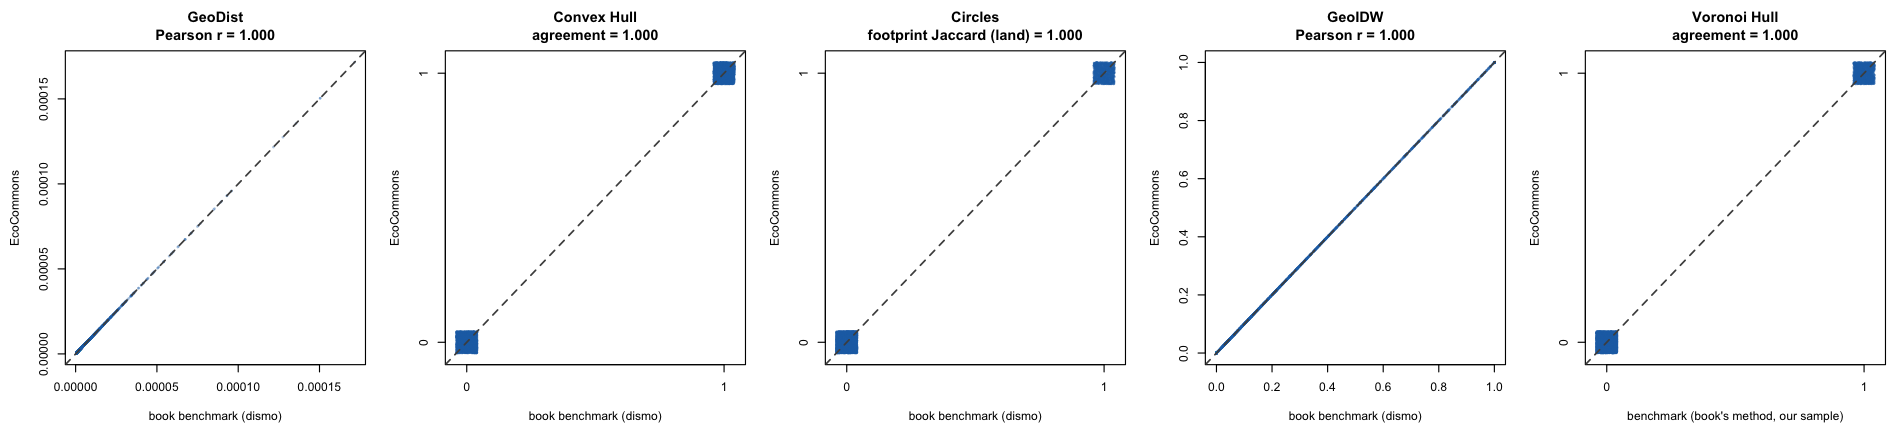 GeoDist
Pearson r = 1.000
0.00000
0.00005
0.00010
0.00015
EcoCommons
0.00000
0.00005
0.00010
0.00015
book benchmark (dismo)
Convex Hull
agreement = 1.000
1
0
EcoCommons
0
1
book benchmark (dismo)
Circles
footprint Jaccard (land) = 1.000
1
0
EcoCommons
0
1
book benchmark (dismo)
GeoIDW
Pearson r = 1.000
1.0
0.8
0.6
0.4
0.2
0.0
EcoCommons
0.0
0.2
0.4
0.6
0.8
1.0
book benchmark (dismo)
Voronoi Hull
agreement = 1.000
1
0
EcoCommons
0
1
benchmark (book's method, our sample)